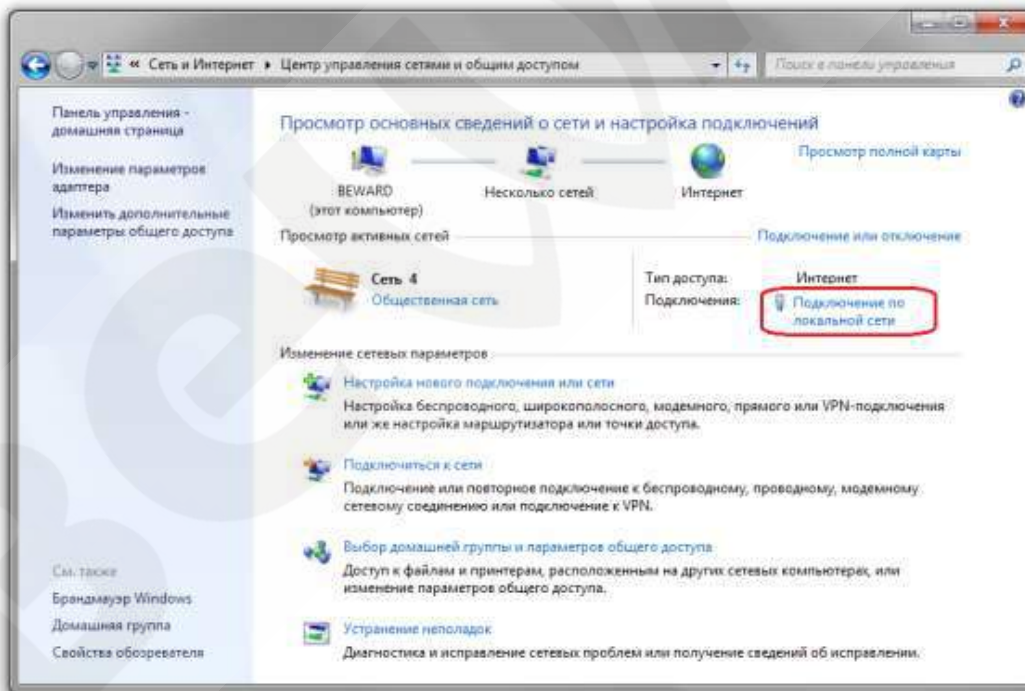 « Сеть и Интернет ▸ Центр управления сетями и общим доступом
Поиск в панели управления
Панель управления -
домашняя страница
Изменение параметров
адаптера
Изменить дополнительные
параметры общего доступа
Просмотр основных сведений о сети и настройка подключений
Просмотр полной карты
BEWARD
(этот компьютер)
Несколько сетей
Интернет
Просмотр активных сетей
Подключение или отключение
Сеть 4
Общественная сеть
Тип доступа: Интернет
Подключения: Подключение по
локальной сети
Изменение сетевых параметров
Настройка нового подключения или сети
Настройка беспроводного, широкополосного, модемного, прямого или VPN-подключения
или же настройка маршрутизатора или точки доступа.
Подключиться к сети
Подключение или повторное подключение к беспроводному, проводному, модемному
сетевому соединению или подключение к VPN.
Выбор домашней группы и параметров общего доступа
Доступ к файлам и принтерам, расположенным на других сетевых компьютерах, или
изменение параметров общего доступа.
Устранение неполадок
Диагностика и исправление сетевых проблем или получение сведений об исправлении.
См. также
Брандмауэр Windows
Домашняя группа
Свойства обозревателя